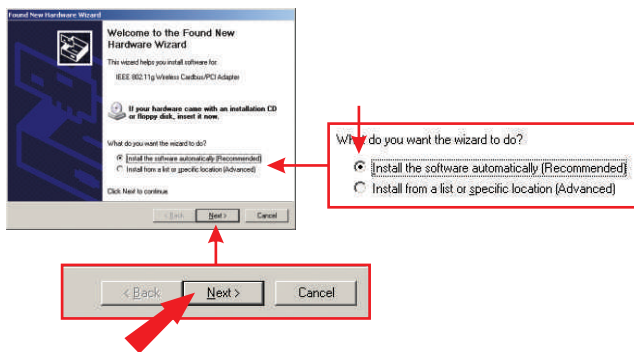 Found New Hardware Wizard
Welcome to the Found New
Hardware Wizard
This wizard helps you install software for:
IEEE 802.11g Wireless Cardbus/PCI Adapter
If your hardware came with an installation CD
or floppy disk, insert it now.
What do you want the wizard to do?
Install the software automatically (Recommended)
Install from a list or specific location (Advanced)
Click Next to continue.
< Back
Next >
Cancel
What do you want the wizard to do?
Install the software automatically (Recommended)
Install from a list or specific location (Advanced)
< Back
Next >
Cancel